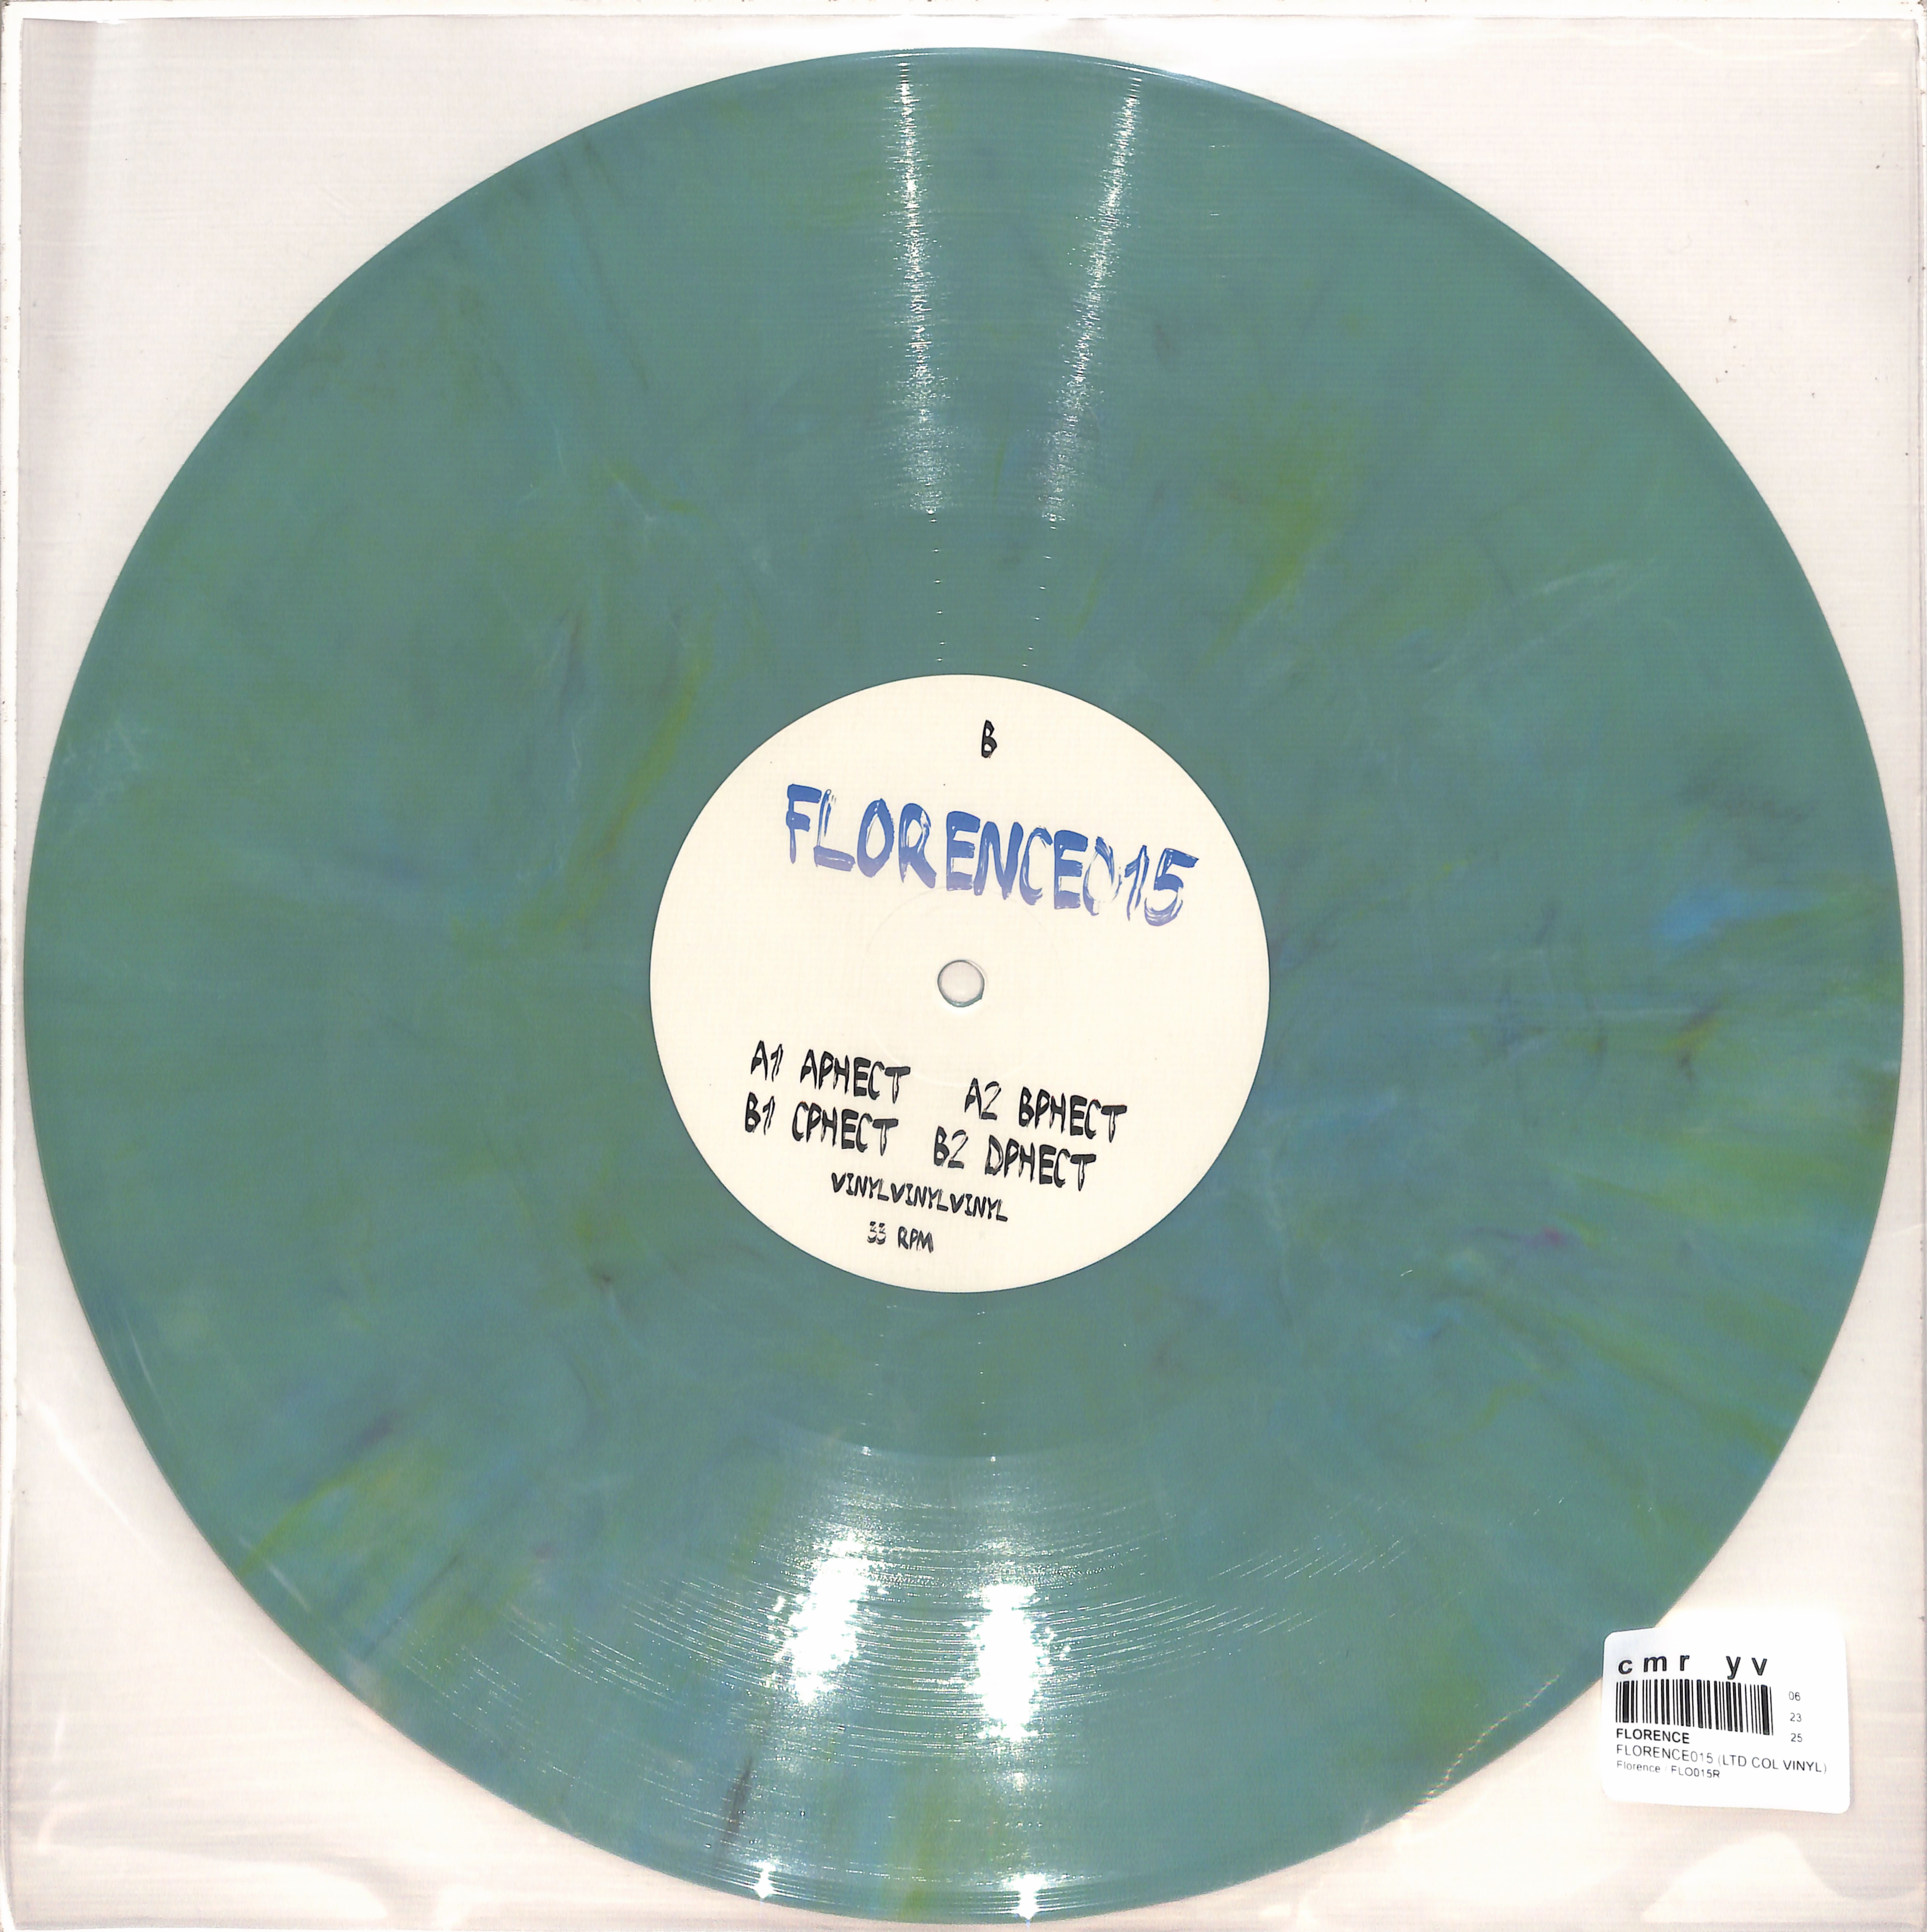 B
FLORENCE015
A1 APHECT A2 BPHECT
B1 CPHECT B2 DPHECT
VINYLVINYLVINYL
33 RPM
cmr yv
06
23
25
FLORENCE
FLORENCE015 (LTD COL VINYL)
Florence FLO015R